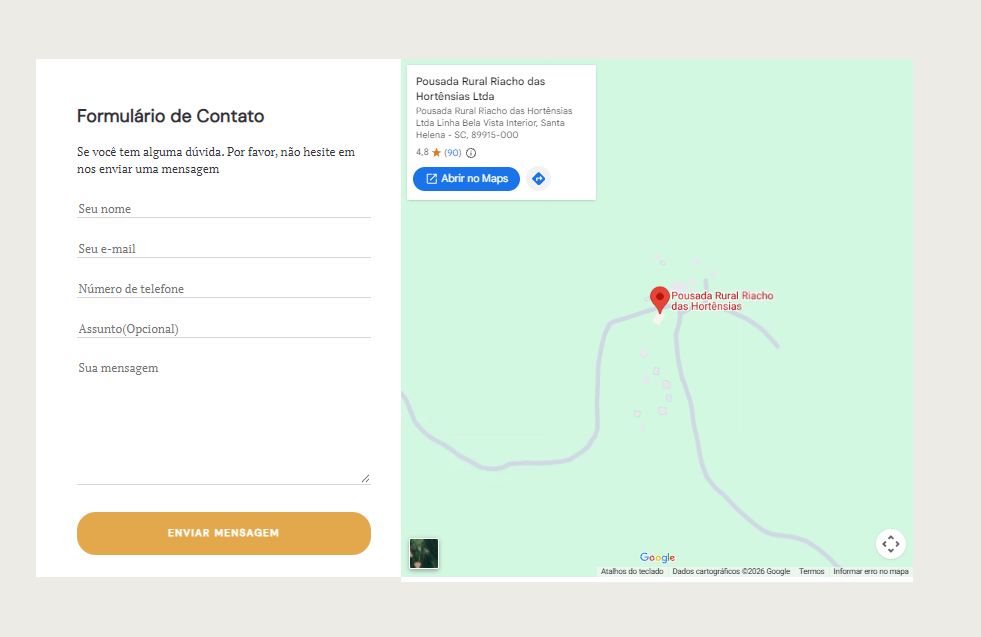 Formulário de Contato
Se você tem alguma dúvida. Por favor, não hesite em
nos enviar uma mensagem
Seu nome
Seu e-mail
Número de telefone
Assunto(Opcional)
Sua mensagem
ENVIAR MENSAGEM
Pousada Rural Riacho das
Hortênsias Ltda
Pousada Rural Riacho das Hortênsias
Ltda Linha Bela Vista Interior, Santa
Helena - SC, 89915-000
4,8 ★ (90)
Abrir no Maps
Pousada Rural Riacho
das Hortênsias
Google
Atalhos do teclado Dados cartográficos ©2026 Google Termos Informar erro no mapa